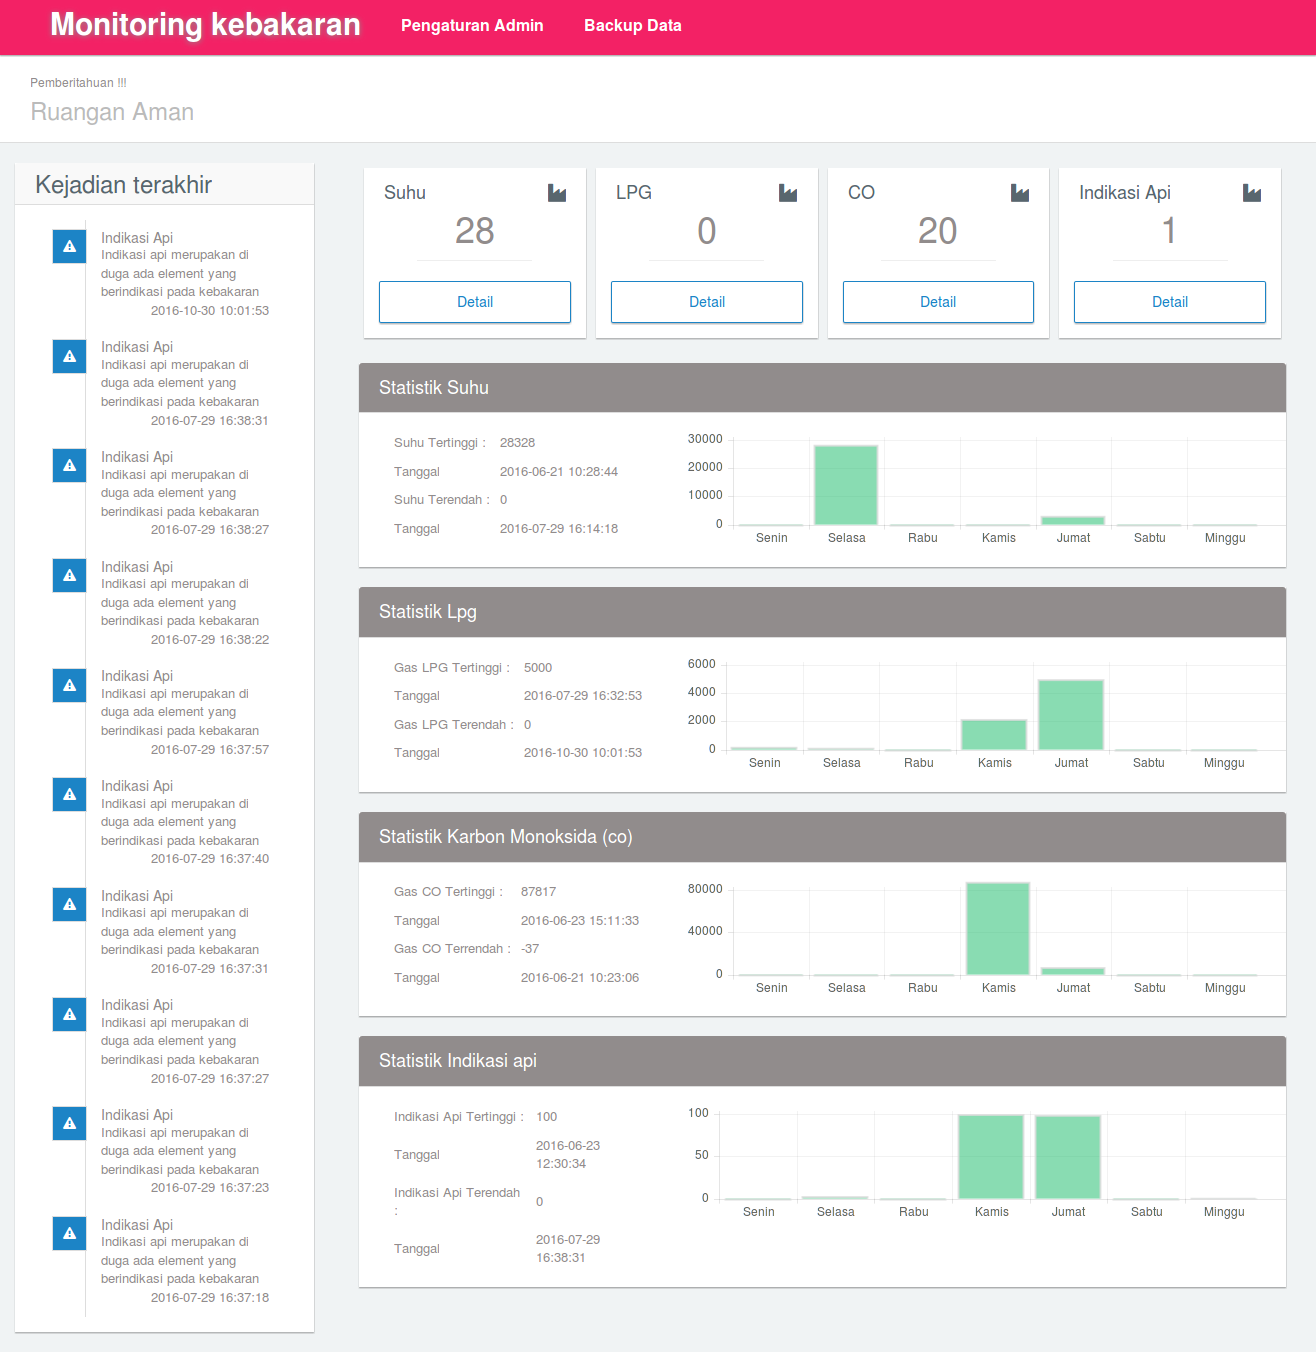 Monitoring kebakaran Pengaturan Admin Backup Data
Pemberitahuan !!!
Ruangan Aman
Kejadian terakhir
Indikasi Api
Indikasi api merupakan di
duga ada element yang
berindikasi pada kebakaran
2016-10-30 10:01:53
Indikasi Api
Indikasi api merupakan di
duga ada element yang
berindikasi pada kebakaran
2016-07-29 16:38:31
Indikasi Api
Indikasi api merupakan di
duga ada element yang
berindikasi pada kebakaran
2016-07-29 16:38:27
Indikasi Api
Indikasi api merupakan di
duga ada element yang
berindikasi pada kebakaran
2016-07-29 16:38:22
Indikasi Api
Indikasi api merupakan di
duga ada element yang
berindikasi pada kebakaran
2016-07-29 16:37:57
Indikasi Api
Indikasi api merupakan di
duga ada element yang
berindikasi pada kebakaran
2016-07-29 16:37:40
Indikasi Api
Indikasi api merupakan di
duga ada element yang
berindikasi pada kebakaran
2016-07-29 16:37:31
Indikasi Api
Indikasi api merupakan di
duga ada element yang
berindikasi pada kebakaran
2016-07-29 16:37:27
Indikasi Api
Indikasi api merupakan di
duga ada element yang
berindikasi pada kebakaran
2016-07-29 16:37:23
Indikasi Api
Indikasi api merupakan di
duga ada element yang
berindikasi pada kebakaran
2016-07-29 16:37:18
Suhu
28
Detail
LPG
0
Detail
CO
20
Detail
Indikasi Api
1
Detail
Statistik Suhu
Suhu Tertinggi : 28328
Tanggal 2016-06-21 10:28:44
Suhu Terendah : 0
Tanggal 2016-07-29 16:14:18
30000
20000
10000
0
Senin Selasa Rabu Kamis Jumat Sabtu Minggu
Statistik Lpg
Gas LPG Tertinggi : 5000
Tanggal 2016-07-29 16:32:53
Gas LPG Terendah : 0
Tanggal 2016-10-30 10:01:53
6000
4000
2000
0
Senin Selasa Rabu Kamis Jumat Sabtu Minggu
Statistik Karbon Monoksida (co)
Gas CO Tertinggi : 87817
Tanggal 2016-06-23 15:11:33
Gas CO Terrendah : -37
Tanggal 2016-06-21 10:23:06
80000
40000
0
Senin Selasa Rabu Kamis Jumat Sabtu Minggu
Statistik Indikasi api
Indikasi Api Tertinggi : 100
Tanggal 2016-06-23
12:30:34
Indikasi Api Terendah
: 0
Tanggal 2016-07-29
16:38:31
100
50
0
Senin Selasa Rabu Kamis Jumat Sabtu Minggu